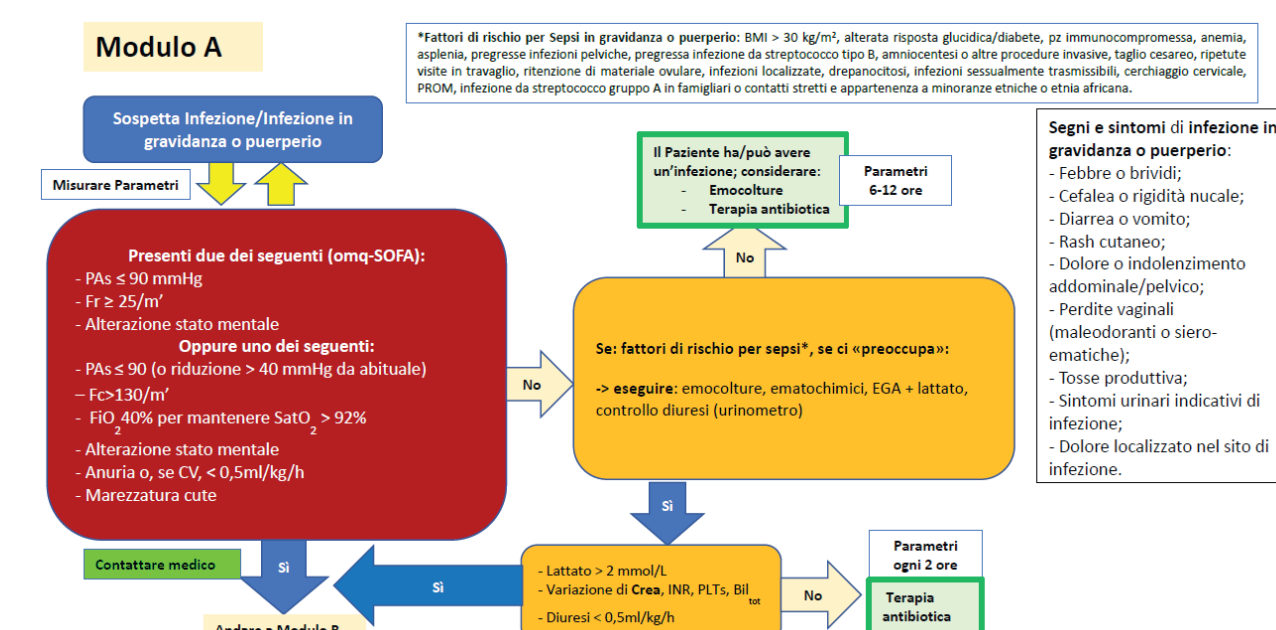 Modulo A
*Fattori di rischio per Sepsi in gravidanza o puerperio: BMI > 30 kg/m², alterata risposta glucidica/diabete, pz immunocompromessa, anemia,
asplenia, pregresse infezioni pelviche, pregressa infezione da streptococco tipo B, amniocentesi o altre procedure invasive, taglio cesareo, ripetute
visite in travaglio, ritenzione di materiale ovulare, infezioni localizzate, drepanocitosi, infezioni sessualmente trasmissibili, cerchiaggio cervicale,
PROM, infezione da streptococco gruppo A in famigliari o contatti stretti e appartenenza a minoranze etniche o etnia africana.
Sospetta Infezione/Infezione in
gravidanza o puerperio
Misurare Parametri
Presenti due dei seguenti (omq-SOFA):
- PAs ≤ 90 mmHg
- Fr ≥ 25/m’
- Alterazione stato mentale
Oppure uno dei seguenti:
- PAs ≤ 90 (o riduzione > 40 mmHg da abituale)
– Fc>130/m’
- FiO₂40% per mantenere SatO₂ > 92%
- Alterazione stato mentale
- Anuria o, se CV, < 0,5ml/kg/h
- Marezzatura cute
No
Il Paziente ha/può avere
un’infezione; considerare:
- Emocolture
- Terapia antibiotica
Parametri
6-12 ore
No
Se: fattori di rischio per sepsi*, se ci «preoccupa»:
-> eseguire: emocolture, ematochimici, EGA + lattato,
controllo diuresi (urinometro)
Segni e sintomi di infezione in
gravidanza o puerperio:
- Febbre o brividi;
- Cefalea o rigidità nucale;
- Diarrea o vomito;
- Rash cutaneo;
- Dolore o indolenzimento
addominale/pelvico;
- Perdite vaginali
(maleodoranti o siero-
ematiche);
- Tosse produttiva;
- Sintomi urinari indicativi di
infezione;
- Dolore localizzato nel sito di
infezione.
Sì
Contattare medico
Sì
Sì
- Lattato > 2 mmol/L
- Variazione di Crea, INR, PLTs, Bil tot
- Diuresi < 0,5ml/kg/h
No
Parametri
ogni 2 ore
Terapia
antibiotica
Andare a Modulo B